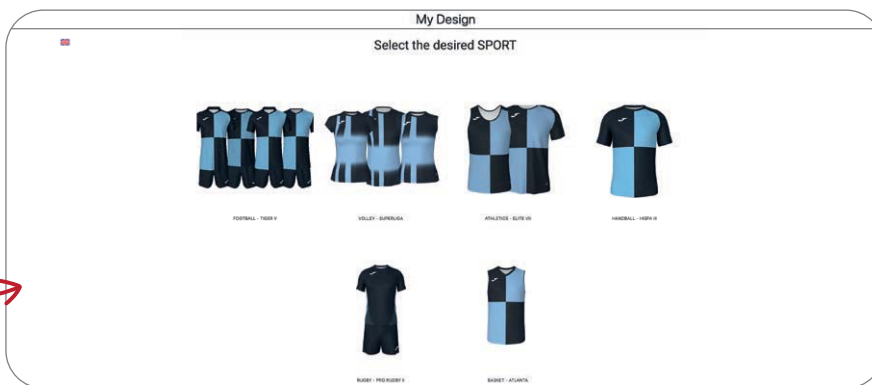 My Design
Select the desired SPORT
FOOTBALL - TIGER V
VOLLEY - SUPERLIGA
ATHLETICS - ELITE VIII
HANDBALL - HISPA III
RUGBY - PRO RUGBY II
BASKET - ATLANTA